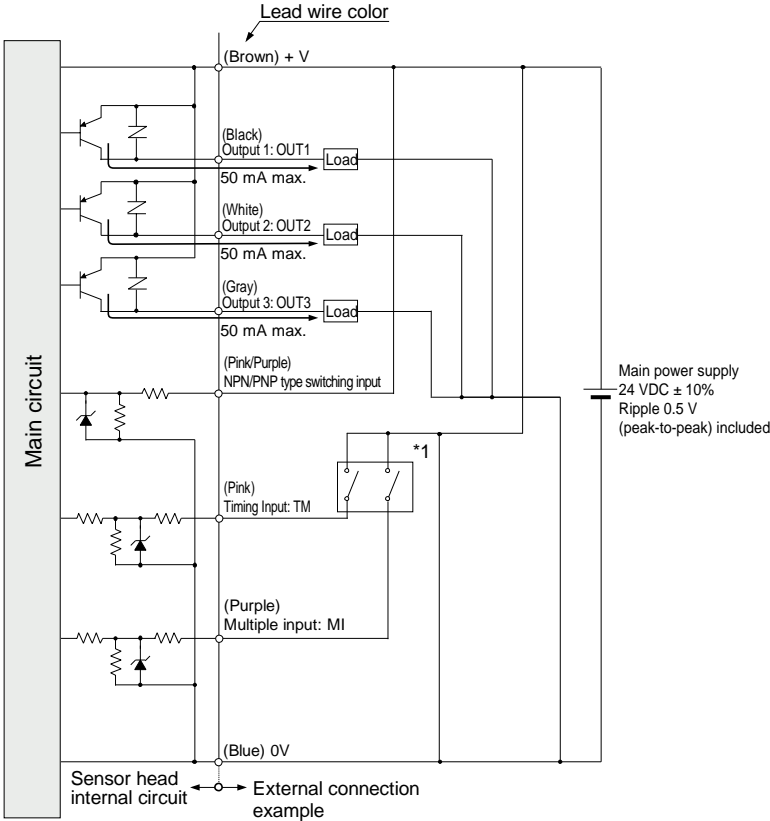 Lead wire color
(Brown) + V
(Black)
Output 1: OUT1
Load
50 mA max.
(White)
Output 2: OUT2
Load
50 mA max.
(Gray)
Output 3: OUT3
Load
50 mA max.
Main circuit
(Pink/Purple)
NPN/PNP type switching input
Main power supply
24 VDC ± 10%
Ripple 0.5 V
(peak-to-peak) included
*1
(Pink)
Timing Input: TM
(Purple)
Multiple input: MI
(Blue) 0V
Sensor head
internal circuit
External connection
example